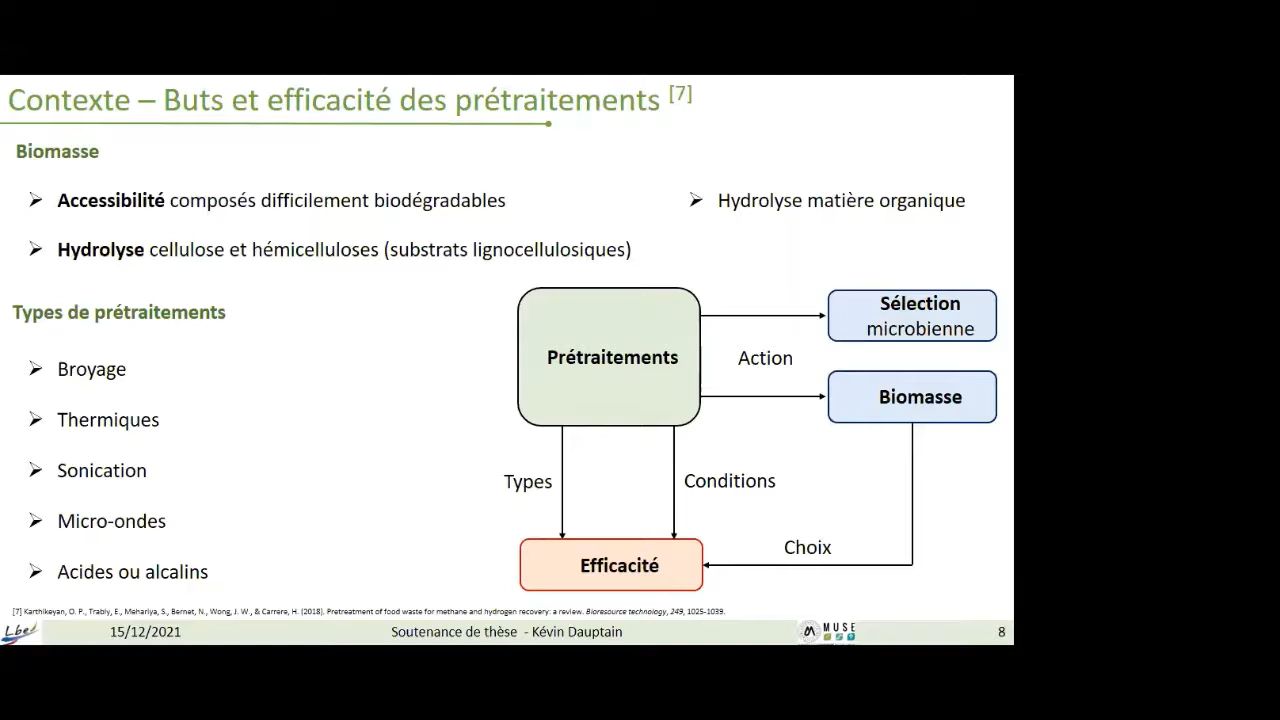 Contexte – Buts et efficacité des prétraitements [7]
Biomasse
➢ Accessibilité composés difficilement biodégradables
➢ Hydrolyse matière organique
➢ Hydrolyse cellulose et hémicelluloses (substrats lignocellulosiques)
Types de prétraitements
➢ Broyage
➢ Thermiques
➢ Sonication
➢ Micro-ondes
➢ Acides ou alcalins
Prétraitements
Action
Sélection
microbienne
Biomasse
Types
Conditions
Choix
Efficacité
[7] Karthikeyan, O. P., Trably, E., Mehariya, S., Bernet, N., Wong, J. W., & Carrere, H. (2018). Pretreatment of food waste for methane and hydrogen recovery: a review. Bioresource technology, 249, 1025-1039.
Lbe
15/12/2021
Soutenance de thèse - Kévin Dauptain
MUSE
8